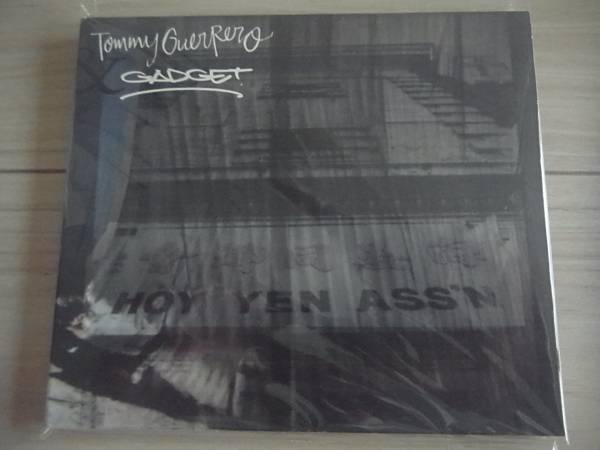 Tommy Guerrero
GADGET
HOY YEN ASS'N